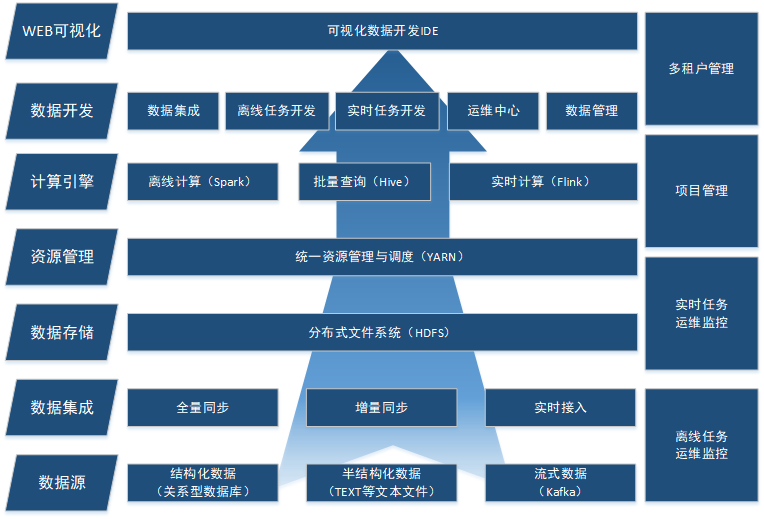 WEB可视化
可视化数据开发IDE
多租户管理
数据开发
数据集成
离线任务开发
实时任务开发
运维中心
数据管理
计算引擎
离线计算（Spark）
批量查询（Hive）
实时计算（Flink）
项目管理
资源管理
统一资源管理与调度（YARN）
实时任务
运维监控
数据存储
分布式文件系统（HDFS）
数据集成
全量同步
增量同步
实时接入
离线任务
运维监控
数据源
结构化数据
（关系型数据库）
半结构化数据
（TEXT等文本文件）
流式数据
（Kafka）